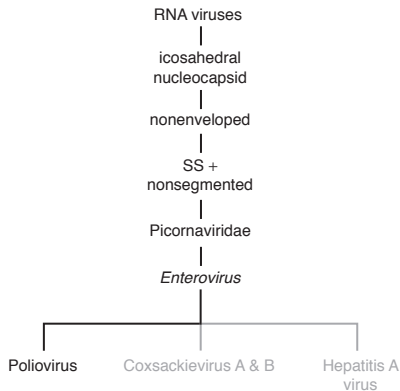 RNA viruses
icosahedral
nucleocapsid
nonenveloped
SS +
nonsegmented
Picornaviridae
Enterovirus
Poliovirus
Coxsackievirus A & B
Hepatitis A
virus